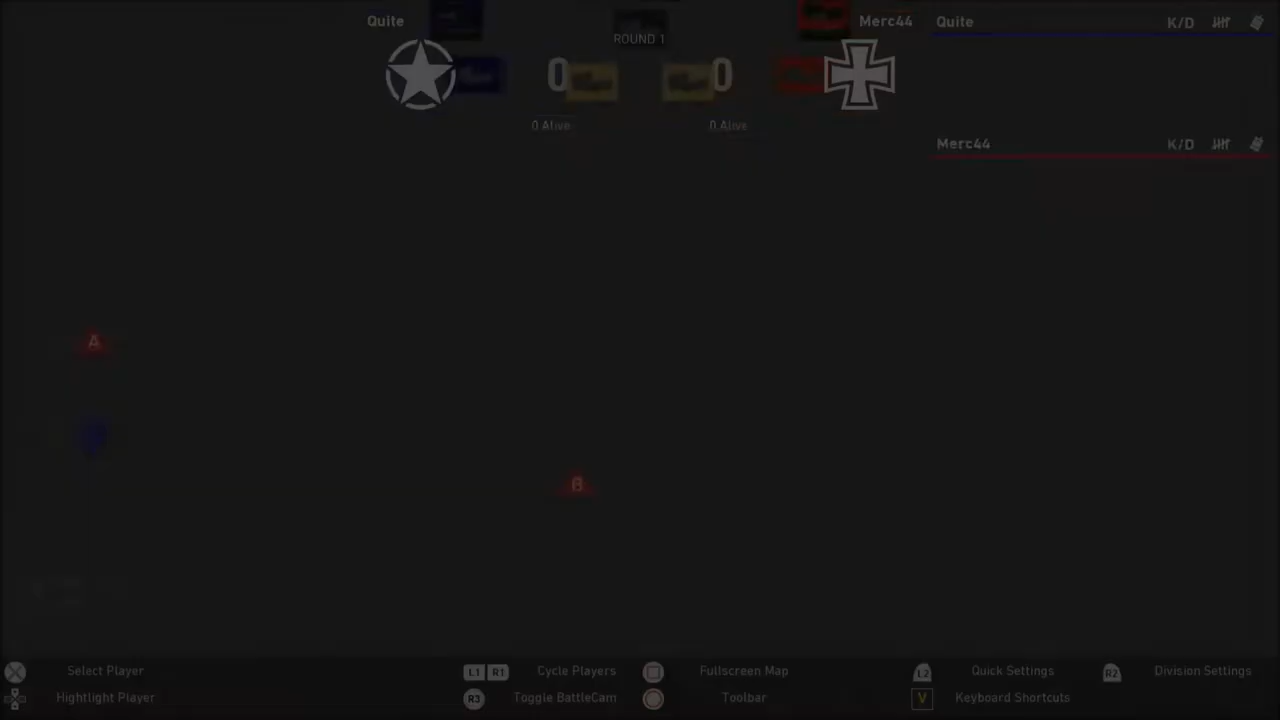 Quite
Merc44
ROUND 1
0
0
0 Alive
0 Alive
Quite K/D
Merc44 K/D
A
B
Select Player
Hightlight Player
L1 R1 Cycle Players
R3 Toggle BattleCam
Fullscreen Map
Toolbar
L2 Quick Settings
V Keyboard Shortcuts
R2 Division Settings